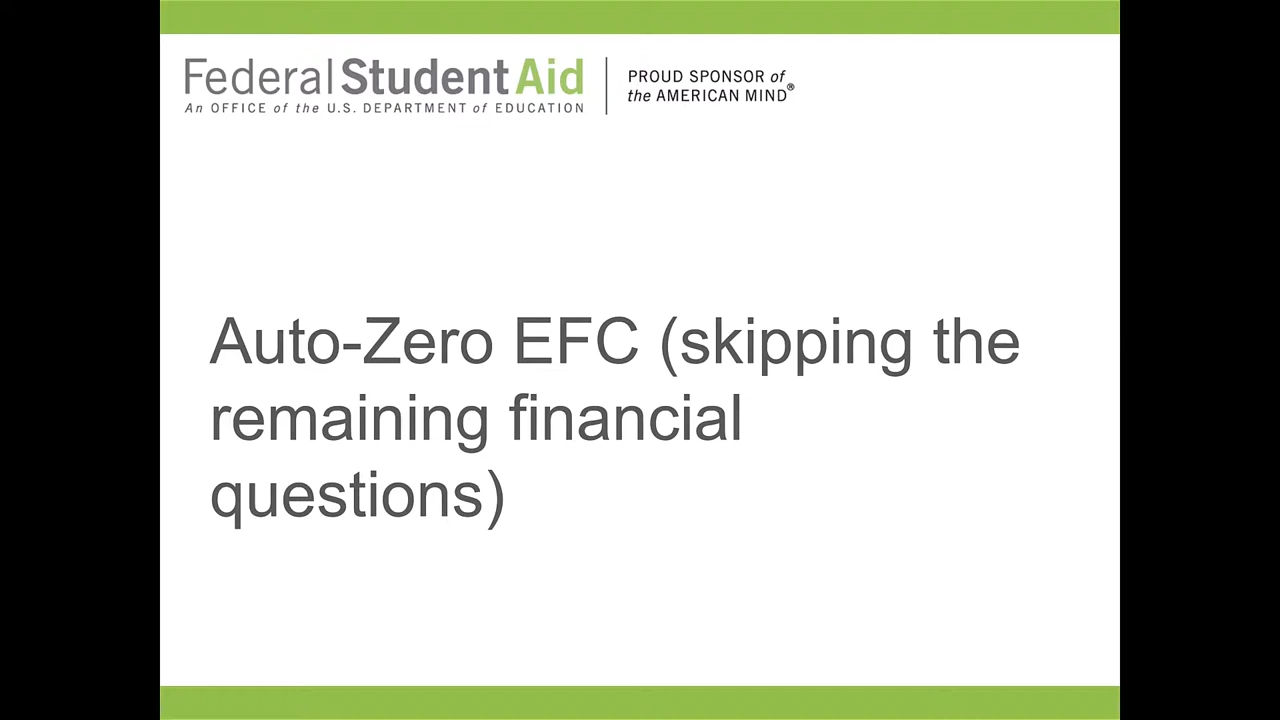 Federal Student Aid
An OFFICE of the U.S. DEPARTMENT of EDUCATION
PROUD SPONSOR of
the AMERICAN MIND®
Auto-Zero EFC (skipping the
remaining financial
questions)